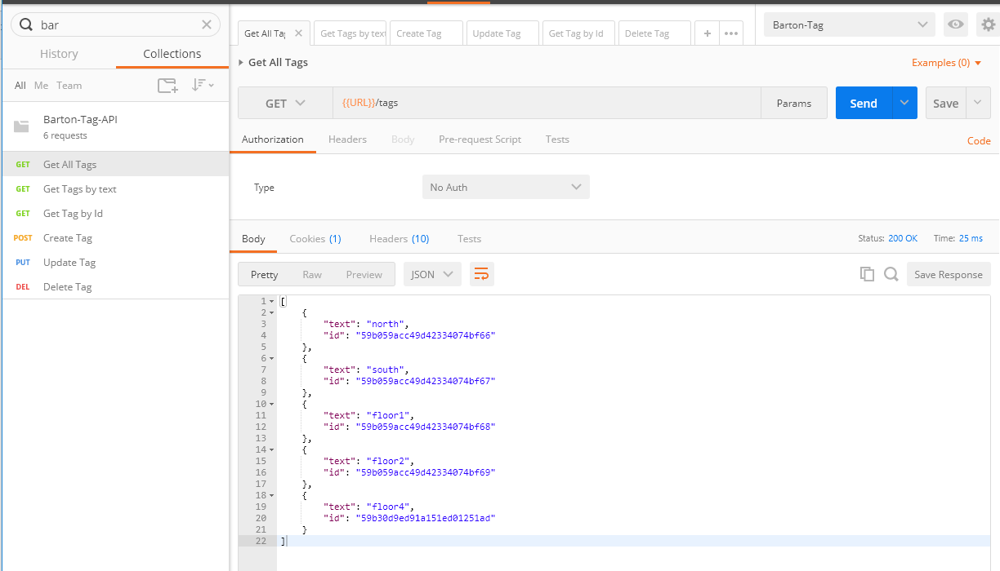 bar
History Collections
All Me Team
Barton-Tag-API
6 requests
GET Get All Tags
GET Get Tags by text
GET Get Tag by Id
POST Create Tag
PUT Update Tag
DEL Delete Tag
Get All Tag Get Tags by text Create Tag Update Tag Get Tag by Id Delete Tag
Barton-Tag
Get All Tags
Examples (0)
GET {{URL}}/tags Params Send Save
Authorization Headers Body Pre-request Script Tests Code
Type No Auth
Body Cookies (1) Headers (10) Tests Status: 200 OK Time: 25 ms
Pretty Raw Preview JSON Save Response
1 [
2 {
3 "text": "north",
4 "id": "59b059acc49d42334074bf66"
5 },
6 {
7 "text": "south",
8 "id": "59b059acc49d42334074bf67"
9 },
10 {
11 "text": "floor1",
12 "id": "59b059acc49d42334074bf68"
13 },
14 {
15 "text": "floor2",
16 "id": "59b059acc49d42334074bf69"
17 },
18 {
19 "text": "floor4",
20 "id": "59b30d9ed91a151ed01251ad"
21 }
22 ]